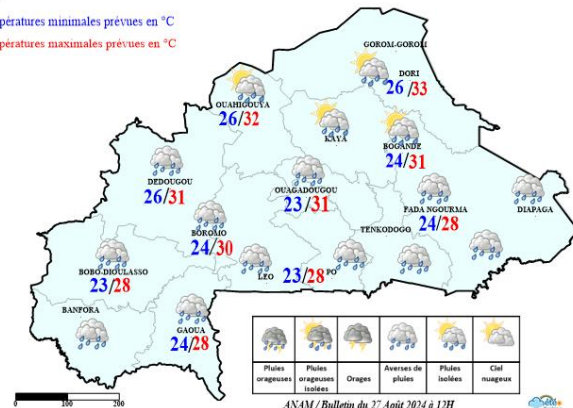 pératures minimales prévues en °C
pératures maximales prévues en °C
GOROM-GOROM
DORI
26/33
OUAHIGOUYA
26/32
KAYA
BOGANDE
24/31
DEDOUGOU
26/31
OUAGADOUGOU
23/31
FADA NGOURMA
24/28
DIAPAGA
BOROMO
24/30
TENKODOGO
BOBO-DIOULASSO
23/28
LEO
23/28
PO
BANFORA
GAOUA
24/28
Pluies orageuses
Pluies orageuses isolées
Orages
Averses de pluies
Pluies isolées
Ciel nuageux
0 100 200
ANAM / Bulletin du 27 Août 2024 à 12H